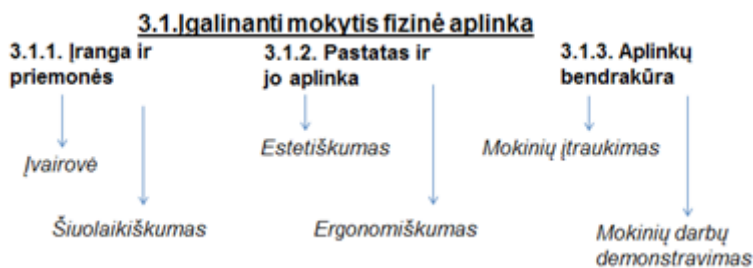 3.1.Įgalinanti mokytis fizinė aplinka
3.1.1. Įranga ir
priemonės
3.1.2. Pastatas ir
jo aplinka
3.1.3. Aplinkų
bendrakūra
Įvairovė
Estetiškumas
Mokinių įtraukimas
Šiuolaikiškumas
Ergonomiškumas
Mokinių darbų
demonstravimas